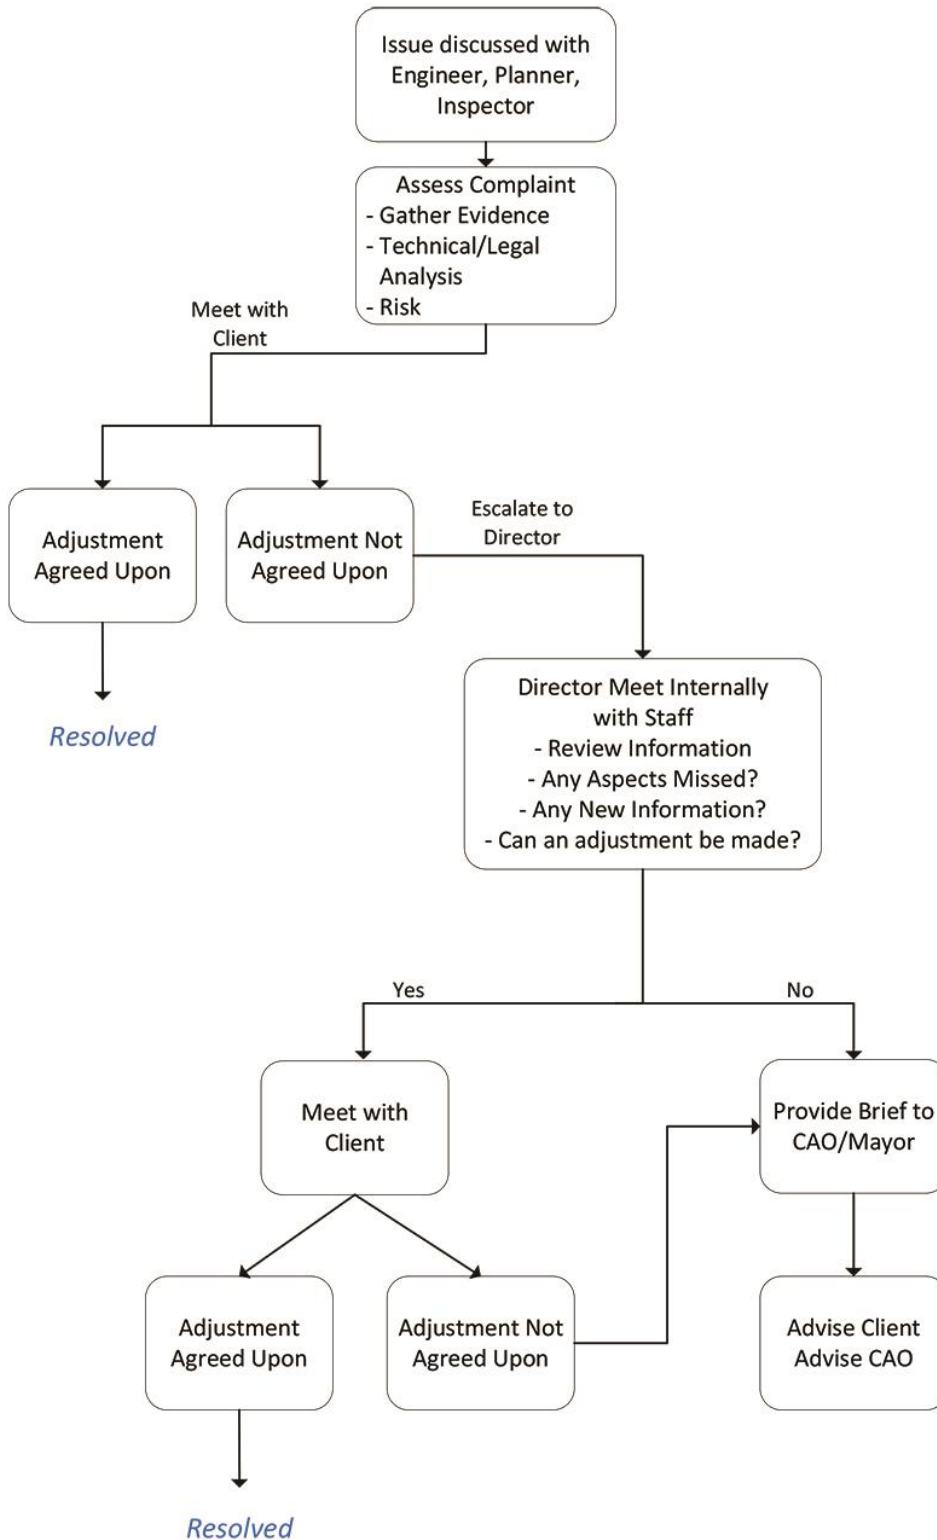 Issue discussed with
Engineer, Planner,
Inspector
Assess Complaint
- Gather Evidence
- Technical/Legal
Analysis
- Risk
Meet with
Client
Adjustment
Agreed Upon
Adjustment Not
Agreed Upon
Escalate to
Director
Resolved
Director Meet Internally
with Staff
- Review Information
- Any Aspects Missed?
- Any New Information?
- Can an adjustment be made?
Yes
No
Meet with
Client
Provide Brief to
CAO/Mayor
Adjustment
Agreed Upon
Adjustment Not
Agreed Upon
Advise Client
Advise CAO
Resolved